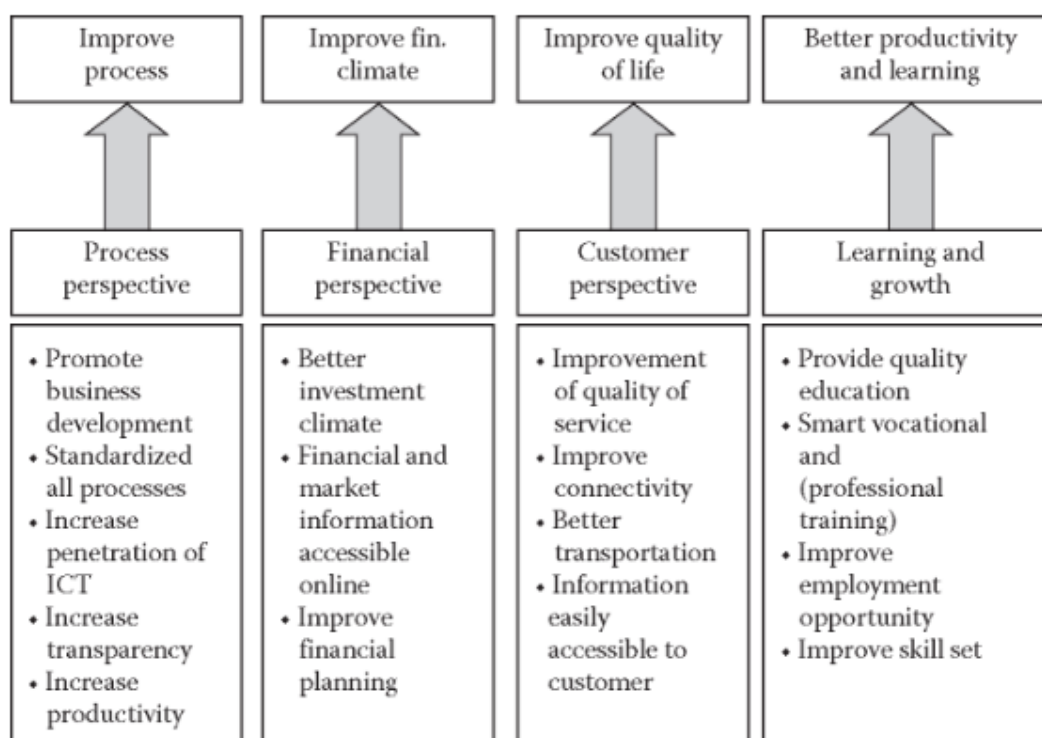 Improve
process
Improve fin.
climate
Improve quality
of life
Better productivity
and learning
Process
perspective
Financial
perspective
Customer
perspective
Learning and
growth
• Promote
business
development
• Standardized
all processes
• Increase
penetration of
ICT
• Increase
transparency
• Increase
productivity
• Better
investment
climate
• Financial and
market
information
accessible
online
• Improve
financial
planning
• Improvement
of quality of
service
• Improve
connectivity
• Better
transportation
• Information
easily
accessible to
customer
• Provide quality
education
• Smart vocational
and
(professional
training)
• Improve
employment
opportunity
• Improve skill set